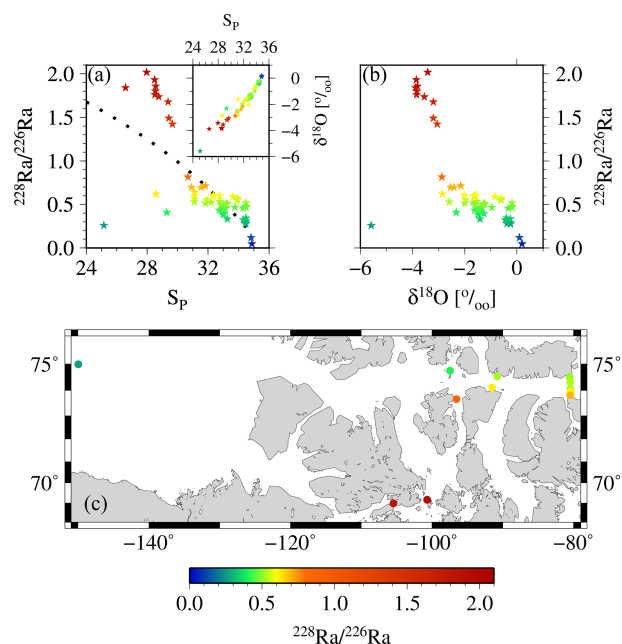 S_P
24 28 32 36
(a)
2.0
1.5
1.0
0.5
0.0
²²⁸Ra/²²⁶Ra
0
−2
−4
−6
δ¹⁸O [º/ₒₒ]
24 28 32 36
S_P
(b)
2.0
1.5
1.0
0.5
0.0
²²⁸Ra/²²⁶Ra
−6 −4 −2 0
δ¹⁸O [º/ₒₒ]
75° 75°
70° 70°
(c)
−140° −120° −100° −80°
0.0 0.5 1.0 1.5 2.0
²²⁸Ra/²²⁶Ra